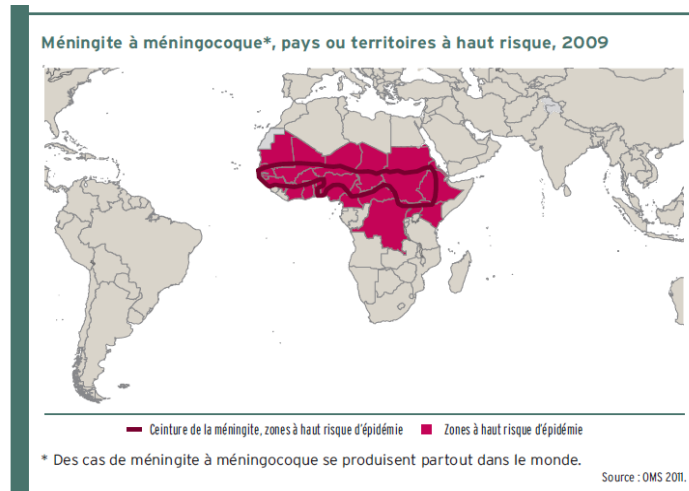 Méningite à méningocoque*, pays ou territoires à haut risque, 2009
Ceinture de la méningite, zones à haut risque d'épidémie
Zones à haut risque d'épidémie
* Des cas de méningite à méningocoque se produisent partout dans le monde.
Source : OMS 2011.